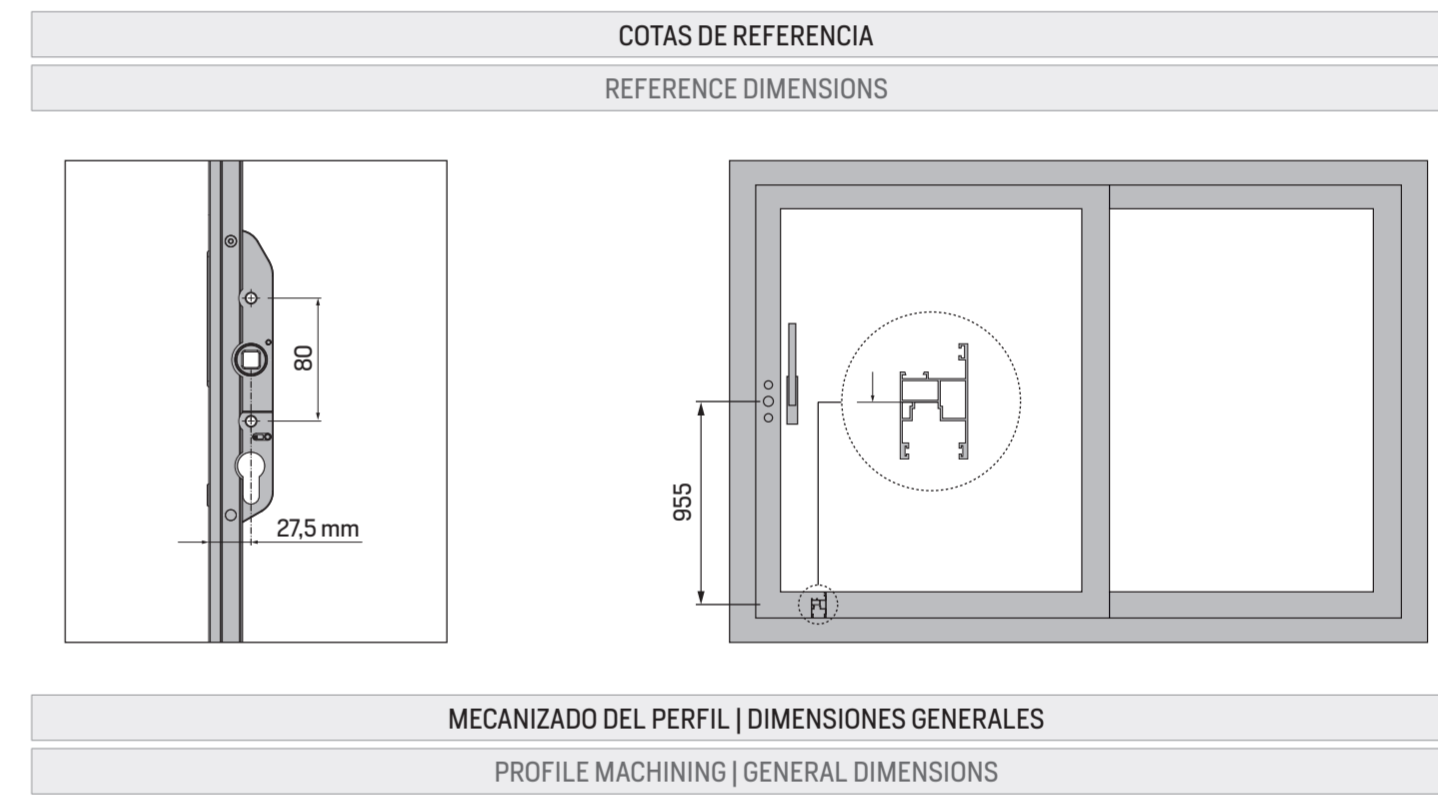 COTAS DE REFERENCIA
REFERENCE DIMENSIONS
80
27,5 mm
955
MECANIZADO DEL PERFIL | DIMENSIONES GENERALES
PROFILE MACHINING | GENERAL DIMENSIONS